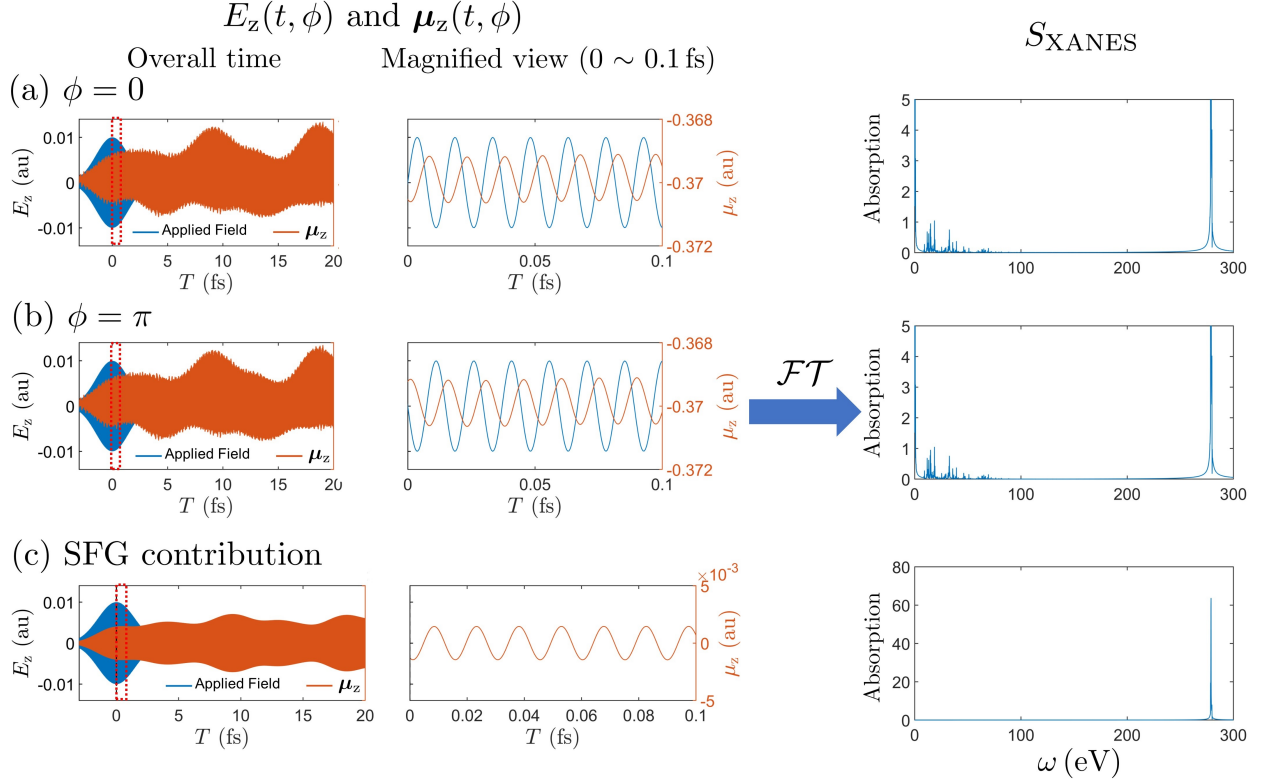 E_z(t, ϕ) and μ_z(t, ϕ)
S_XANES
Overall time
Magnified view (0 ∼ 0.1 fs)
(a) ϕ = 0
E_z (au)
0.01
0
-0.01
Applied Field
μ_z
0 5 10 15 20
T (fs)
-0.368
-0.37
-0.372
μ_z (au)
0 0.05 0.1
T (fs)
Absorption
5
4
3
2
1
0
0 100 200 300
(b) ϕ = π
E_z (au)
0.01
0
-0.01
Applied Field
μ_z
0 5 10 15 20
T (fs)
-0.368
-0.37
-0.372
μ_z (au)
0 0.05 0.1
T (fs)
FT
Absorption
5
4
3
2
1
0
0 100 200 300
(c) SFG contribution
E_z (au)
0.01
0
-0.01
Applied Field
μ_z
0 5 10 15 20
T (fs)
×10⁻³
5
0
-5
μ_z (au)
0 0.02 0.04 0.06 0.08 0.1
T (fs)
Absorption
80
60
40
20
0
0 100 200 300
ω (eV)